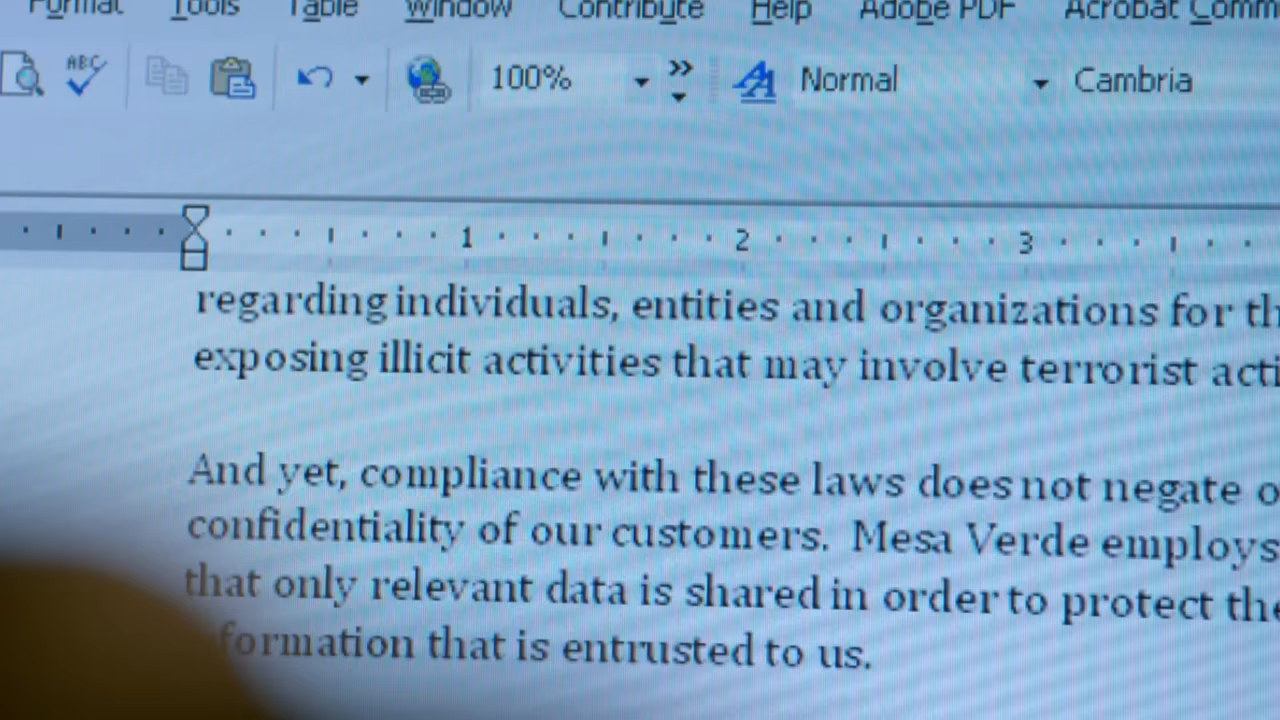 Format Tools Table Window Contribute Help Adobe PDF Acrobat Comm
ABC 100% Normal Cambria
1 2 3
regarding individuals, entities and organizations for th
exposing illicit activities that may involve terrorist acti
And yet, compliance with these laws does not negate o
confidentiality of our customers. Mesa Verde employs
that only relevant data is shared in order to protect the
formation that is entrusted to us.